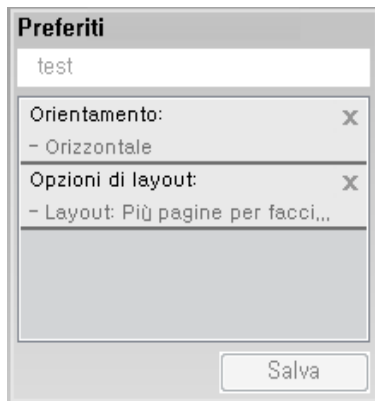 Preferiti
test
Orientamento:
x
- Orizzontale
Opzioni di layout:
x
- Layout: Più pagine per facci...
Salva